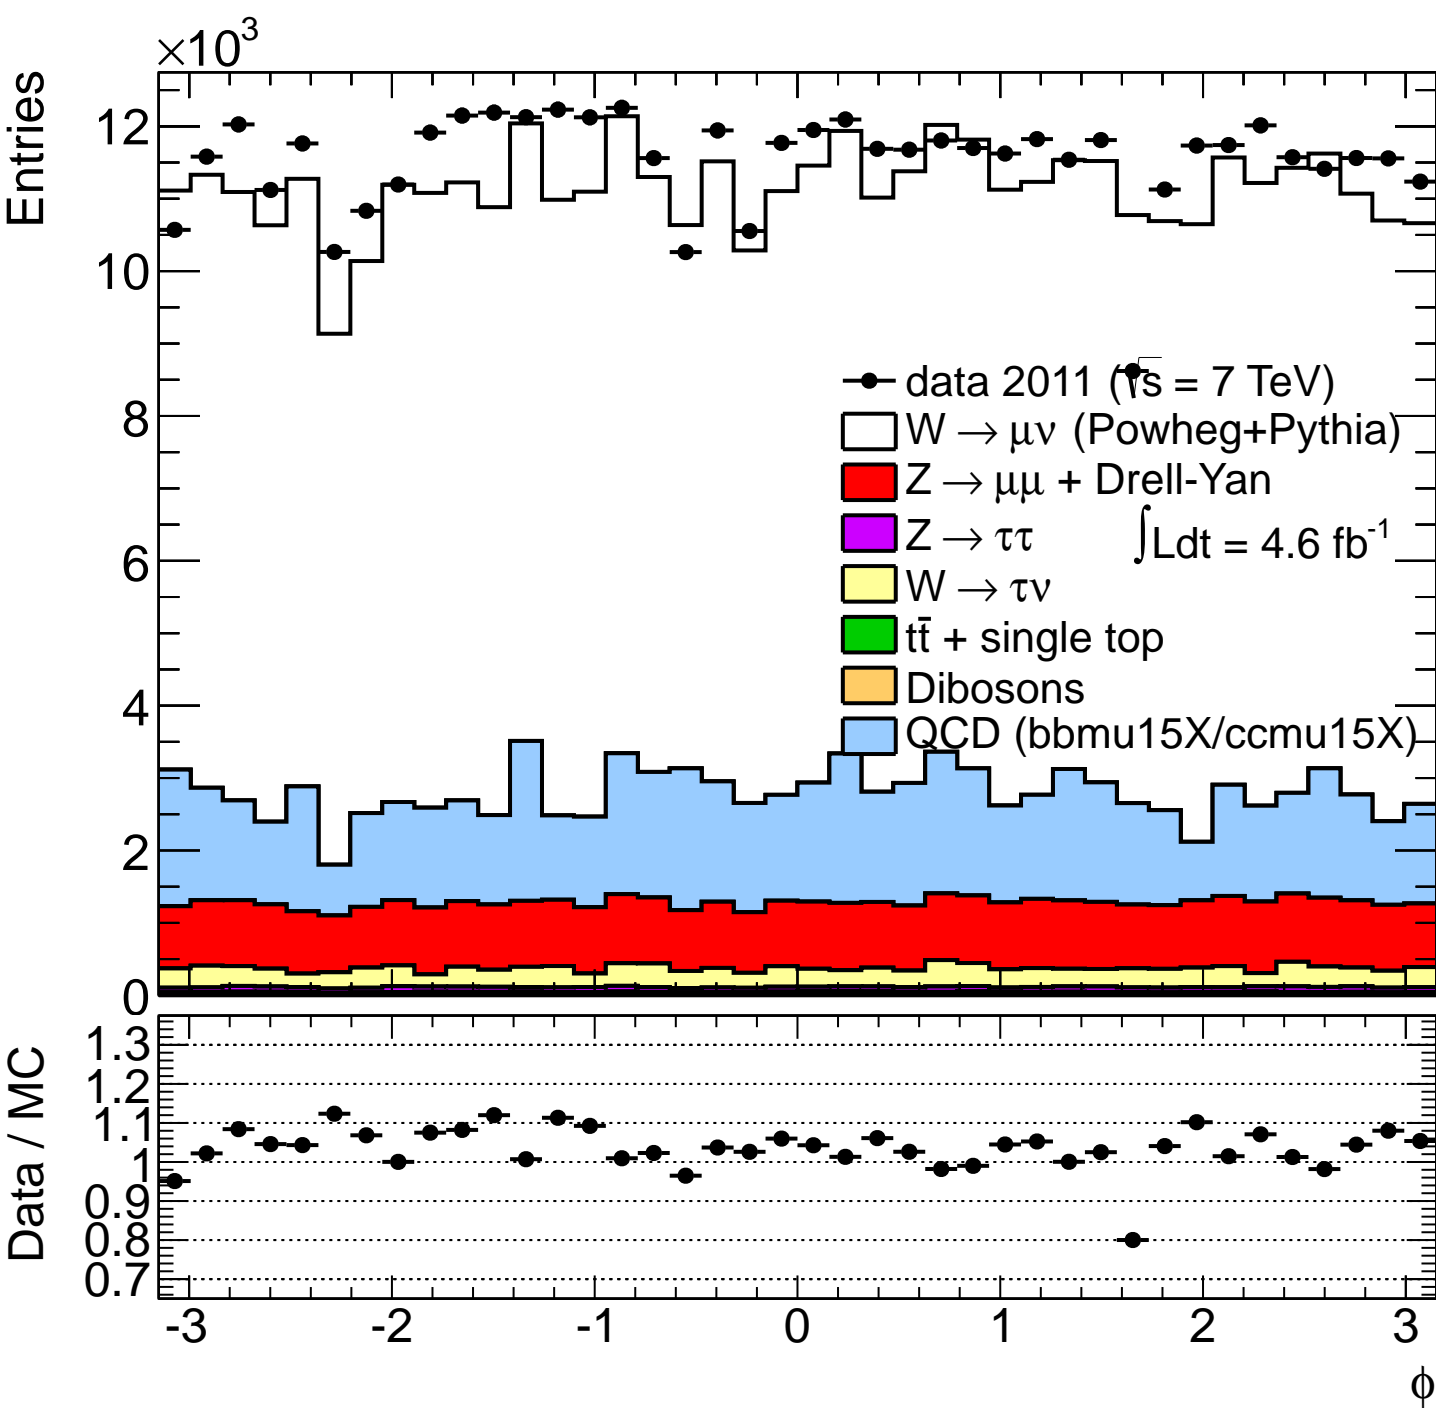 ×10³
Entries
12
10
8
6
4
2
0
data 2011 (√s = 7 TeV)
W → μν (Powheg+Pythia)
Z → μμ + Drell-Yan
Z → ττ
∫Ldt = 4.6 fb⁻¹
W → τν
tt̄ + single top
Dibosons
QCD (bbmu15X/ccmu15X)
Data / MC
1.3
1.2
1.1
1
0.9
0.8
0.7
-3 -2 -1 0 1 2 3
ϕ